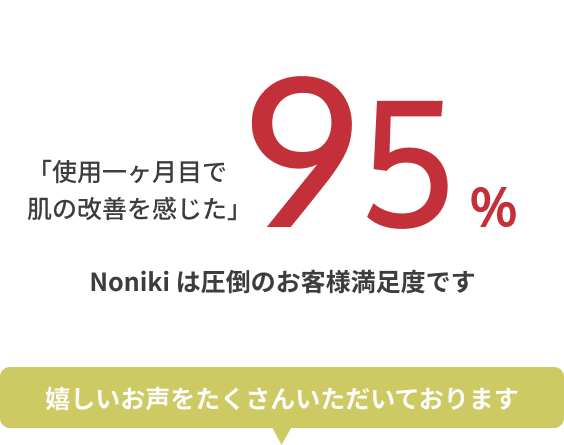 「使用一ヶ月目で
肌の改善を感じた」
95%
Noniki は圧倒のお客様満足度です
嬉しいお声をたくさんいただいております